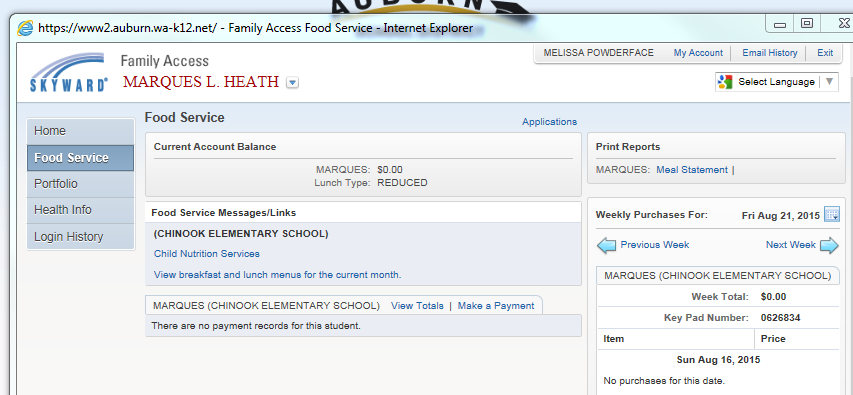 AUBURN
https://www2.auburn.wa-k12.net/ - Family Access Food Service - Internet Explorer
SKYWARD®
Family Access
MARQUES L. HEATH
MELISSA POWDERFACE My Account Email History Exit
Select Language
Home
Food Service
Portfolio
Health Info
Login History
Food Service
Applications
Current Account Balance
MARQUES: $0.00
Lunch Type: REDUCED
Food Service Messages/Links
(CHINOOK ELEMENTARY SCHOOL)
Child Nutrition Services
View breakfast and lunch menus for the current month.
MARQUES (CHINOOK ELEMENTARY SCHOOL) View Totals | Make a Payment
There are no payment records for this student.
Print Reports
MARQUES: Meal Statement |
Weekly Purchases For: Fri Aug 21, 2015
Previous Week Next Week
MARQUES (CHINOOK ELEMENTARY SCHOOL)
Week Total: $0.00
Key Pad Number: 0626834
Item Price
Sun Aug 16, 2015
No purchases for this date.